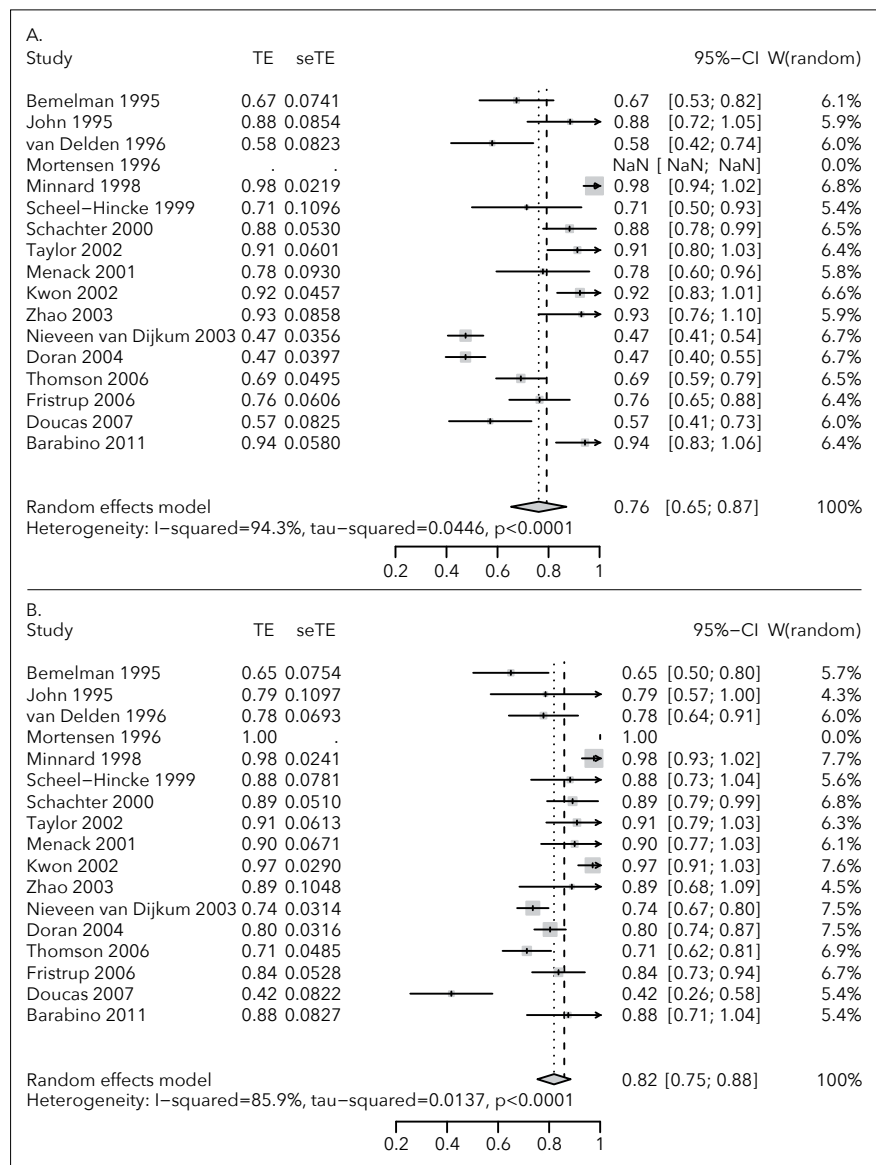 A.
Study TE seTE 95%−CI W(random)
Bemelman 1995 0.67 0.0741 0.67 [0.53; 0.82] 6.1%
John 1995 0.88 0.0854 0.88 [0.72; 1.05] 5.9%
van Delden 1996 0.58 0.0823 0.58 [0.42; 0.74] 6.0%
Mortensen 1996 . . NaN [ NaN; NaN] 0.0%
Minnard 1998 0.98 0.0219 0.98 [0.94; 1.02] 6.8%
Scheel−Hincke 1999 0.71 0.1096 0.71 [0.50; 0.93] 5.4%
Schachter 2000 0.88 0.0530 0.88 [0.78; 0.99] 6.5%
Taylor 2002 0.91 0.0601 0.91 [0.80; 1.03] 6.4%
Menack 2001 0.78 0.0930 0.78 [0.60; 0.96] 5.8%
Kwon 2002 0.92 0.0457 0.92 [0.83; 1.01] 6.6%
Zhao 2003 0.93 0.0858 0.93 [0.76; 1.10] 5.9%
Nieveen van Dijkum 2003 0.47 0.0356 0.47 [0.41; 0.54] 6.7%
Doran 2004 0.47 0.0397 0.47 [0.40; 0.55] 6.7%
Thomson 2006 0.69 0.0495 0.69 [0.59; 0.79] 6.5%
Fristrup 2006 0.76 0.0606 0.76 [0.65; 0.88] 6.4%
Doucas 2007 0.57 0.0825 0.57 [0.41; 0.73] 6.0%
Barabino 2011 0.94 0.0580 0.94 [0.83; 1.06] 6.4%
Random effects model 0.76 [0.65; 0.87] 100%
Heterogeneity: I−squared=94.3%, tau−squared=0.0446, p<0.0001
0.2 0.4 0.6 0.8 1
B.
Study TE seTE 95%−CI W(random)
Bemelman 1995 0.65 0.0754 0.65 [0.50; 0.80] 5.7%
John 1995 0.79 0.1097 0.79 [0.57; 1.00] 4.3%
van Delden 1996 0.78 0.0693 0.78 [0.64; 0.91] 6.0%
Mortensen 1996 1.00 . 1.00 0.0%
Minnard 1998 0.98 0.0241 0.98 [0.93; 1.02] 7.7%
Scheel−Hincke 1999 0.88 0.0781 0.88 [0.73; 1.04] 5.6%
Schachter 2000 0.89 0.0510 0.89 [0.79; 0.99] 6.8%
Taylor 2002 0.91 0.0613 0.91 [0.79; 1.03] 6.3%
Menack 2001 0.90 0.0671 0.90 [0.77; 1.03] 6.1%
Kwon 2002 0.97 0.0290 0.97 [0.91; 1.03] 7.6%
Zhao 2003 0.89 0.1048 0.89 [0.68; 1.09] 4.5%
Nieveen van Dijkum 2003 0.74 0.0314 0.74 [0.67; 0.80] 7.5%
Doran 2004 0.80 0.0316 0.80 [0.74; 0.87] 7.5%
Thomson 2006 0.71 0.0485 0.71 [0.62; 0.81] 6.9%
Fristrup 2006 0.84 0.0528 0.84 [0.73; 0.94] 6.7%
Doucas 2007 0.42 0.0822 0.42 [0.26; 0.58] 5.4%
Barabino 2011 0.88 0.0827 0.88 [0.71; 1.04] 5.4%
Random effects model 0.82 [0.75; 0.88] 100%
Heterogeneity: I−squared=85.9%, tau−squared=0.0137, p<0.0001
0.2 0.4 0.6 0.8 1